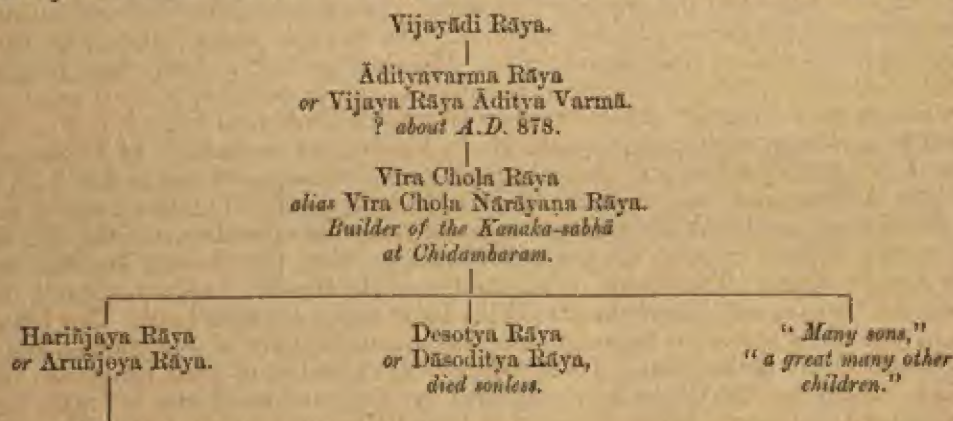 Vijayādi Rāya.
Ādityavarma Rāya
or Vijaya Rāya Āditya Varmā.
? about A.D. 878.
Vīra Choḷa Rāya
alias Vīra Choḷa Nārāyaṇa Rāya.
Builder of the Kanaka-sabhā
at Chidambaram.
Hariñjaya Rāya
or Aruñjeya Rāya.
Desotya Rāya
or Dāsoditya Rāya,
died sonless.
“ Many sons,”
“ a great many other
children.”